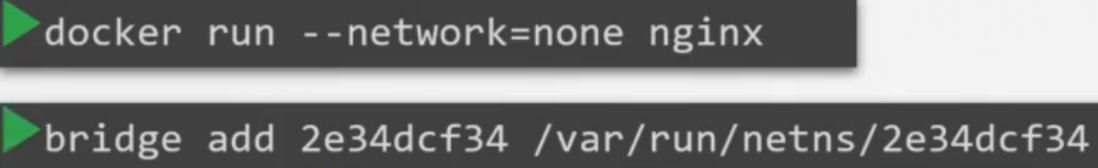 docker run --network=none nginx
bridge add 2e34dcf34 /var/run/netns/2e34dcf34